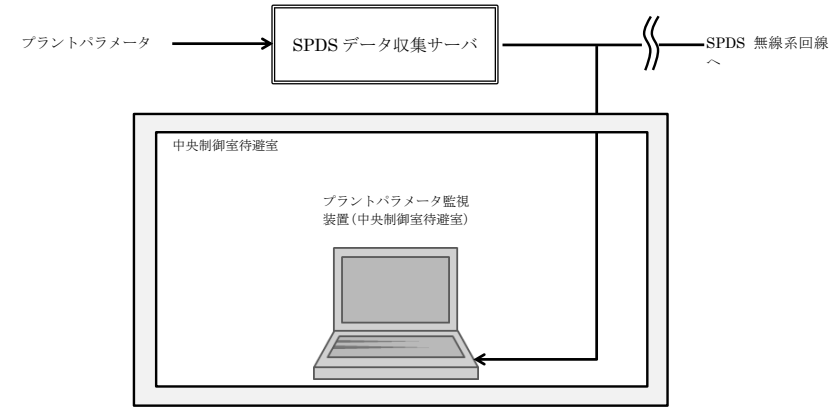 プラントパラメータ
SPDS データ収集サーバ
SPDS 無線系回線
へ
中央制御室待避室
プラントパラメータ監視
装置(中央制御室待避室)